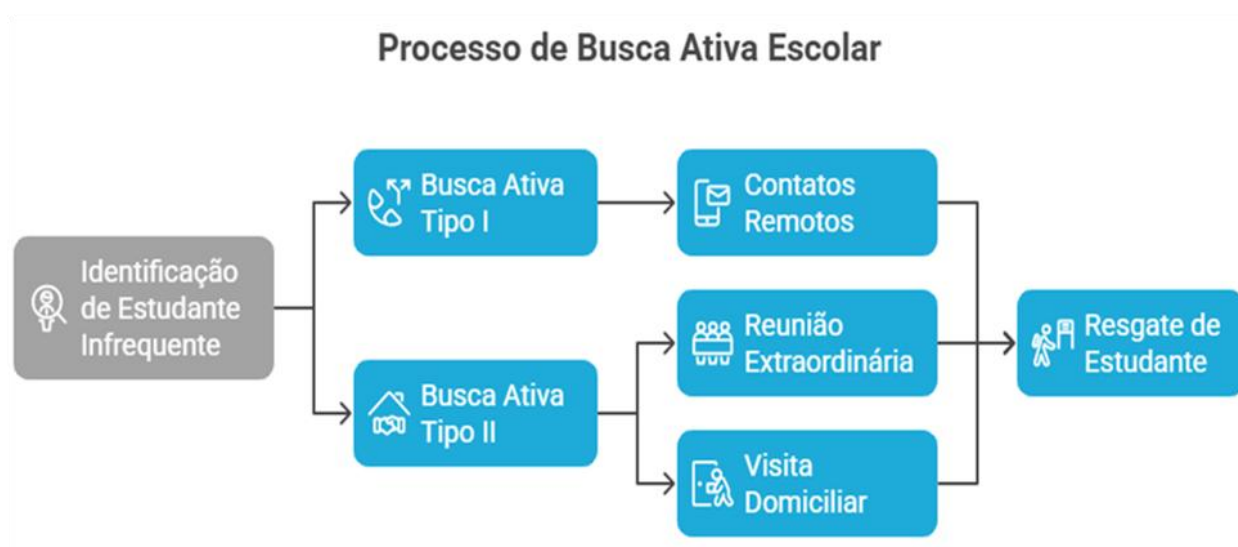 Processo de Busca Ativa Escolar
Identificação
de Estudante
Infrequente
Busca Ativa
Tipo I
Contatos
Remotos
Busca Ativa
Tipo II
Reunião
Extraordinária
Visita
Domiciliar
Resgate de
Estudante